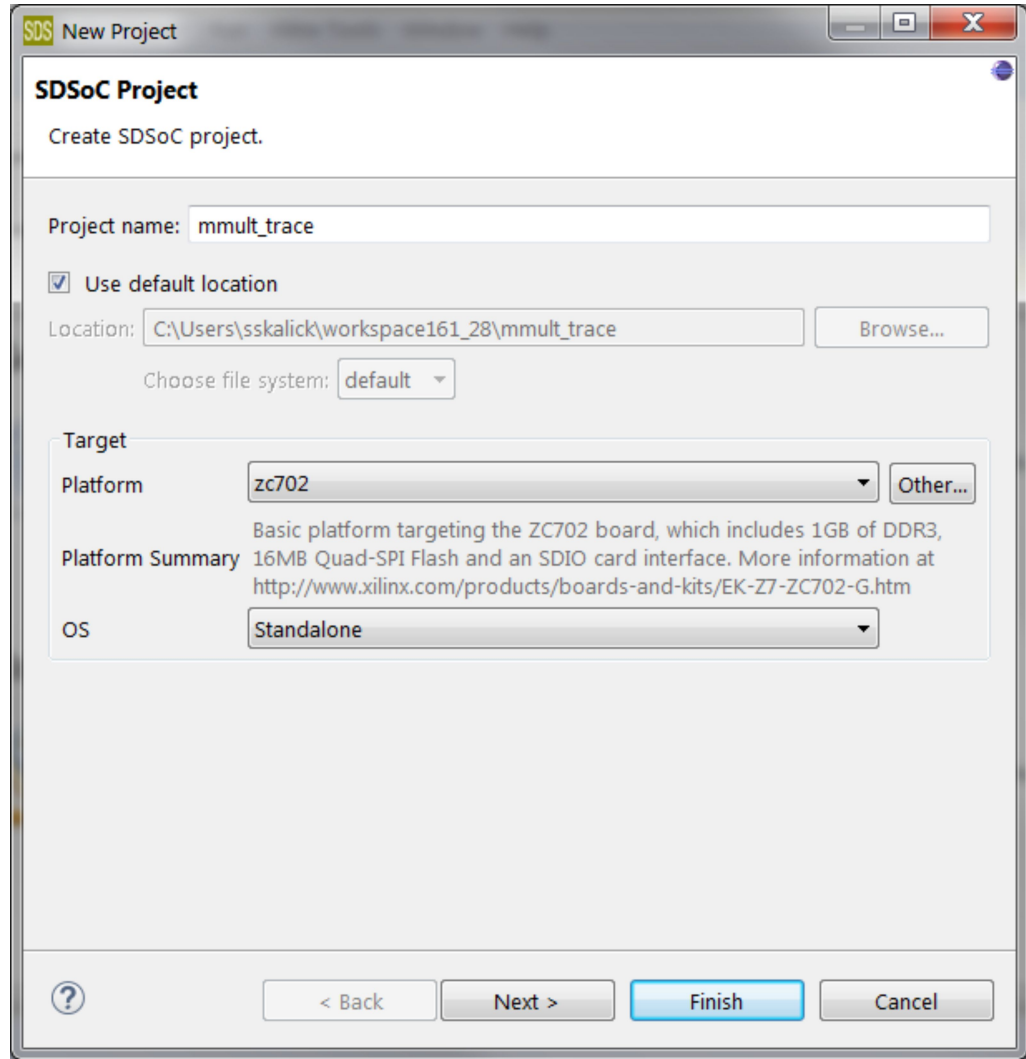 SDS New Project
SDSoC Project
Create SDSoC project.
Project name: mmult_trace
Use default location
Location: C:\Users\sskalick\workspace161_28\mmult_trace Browse...
Choose file system: default
Target
Platform zc702 Other...
Basic platform targeting the ZC702 board, which includes 1GB of DDR3,
Platform Summary 16MB Quad-SPI Flash and an SDIO card interface. More information at
http://www.xilinx.com/products/boards-and-kits/EK-Z7-ZC702-G.htm
OS Standalone
? < Back Next > Finish Cancel